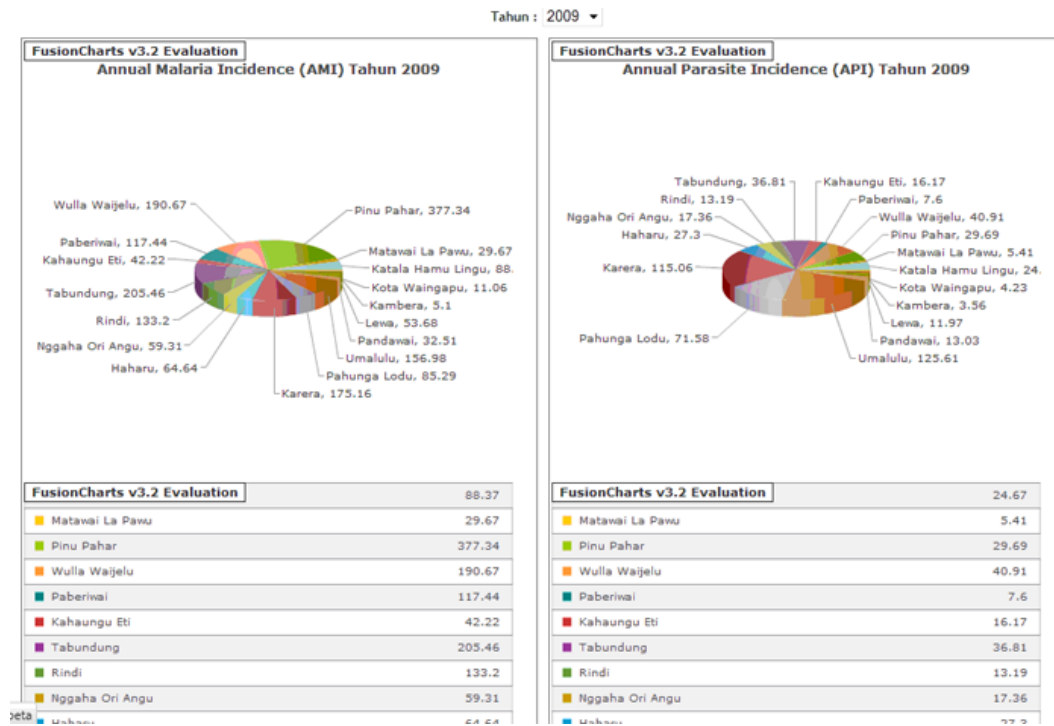 Tahun : 2009
FusionCharts v3.2 Evaluation
Annual Malaria Incidence (AMI) Tahun 2009
Wulla Waijelu, 190.67
Pinu Pahar, 377.34
Paberiwai, 117.44
Matawai La Pawu, 29.67
Kahaungu Eti, 42.22
Katala Hamu Lingu, 88.
Kota Waingapu, 11.06
Tabundung, 205.46
Kambera, 5.1
Rindi, 133.2
Lewa, 53.68
Pandawai, 32.51
Nggaha Ori Angu, 59.31
Umalulu, 156.98
Haharu, 64.64
Pahunga Lodu, 85.29
Karera, 175.16
FusionCharts v3.2 Evaluation 88.37
Matawai La Pawu 29.67
Pinu Pahar 377.34
Wulla Waijelu 190.67
Paberiwai 117.44
Kahaungu Eti 42.22
Tabundung 205.46
Rindi 133.2
Nggaha Ori Angu 59.31
Haharu 64.64
peta
FusionCharts v3.2 Evaluation
Annual Parasite Incidence (API) Tahun 2009
Tabundung, 36.81
Kahaungu Eti, 16.17
Rindi, 13.19
Paberiwai, 7.6
Nggaha Ori Angu, 17.36
Wulla Waijelu, 40.91
Haharu, 27.3
Pinu Pahar, 29.69
Matawai La Pawu, 5.41
Karera, 115.06
Katala Hamu Lingu, 24.
Kota Waingapu, 4.23
Kambera, 3.56
Lewa, 11.97
Pahunga Lodu, 71.58
Pandawai, 13.03
Umalulu, 125.61
FusionCharts v3.2 Evaluation 24.67
Matawai La Pawu 5.41
Pinu Pahar 29.69
Wulla Waijelu 40.91
Paberiwai 7.6
Kahaungu Eti 16.17
Tabundung 36.81
Rindi 13.19
Nggaha Ori Angu 17.36
Haharu 27.3